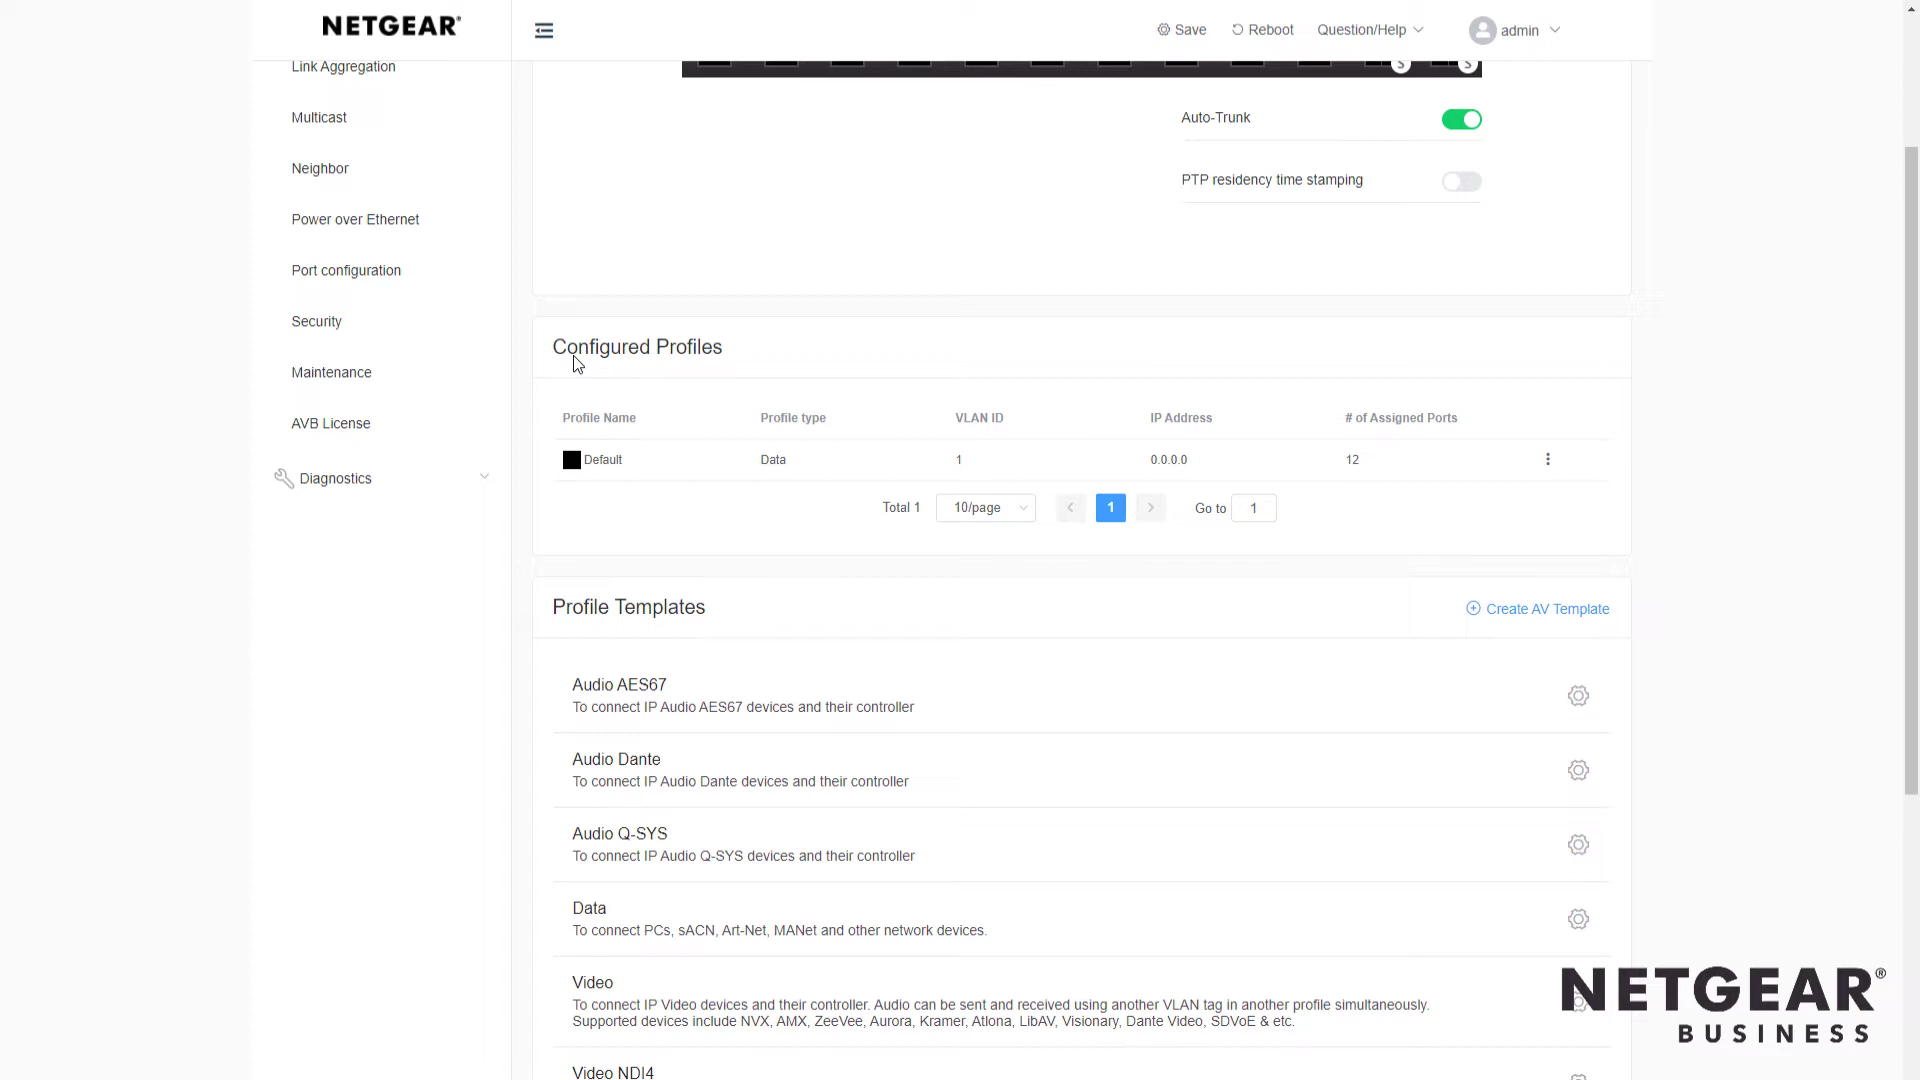 NETGEAR®
Save
Reboot
Question/Help
admin
Link Aggregation
Multicast
Neighbor
Power over Ethernet
Port configuration
Security
Maintenance
AVB License
Diagnostics
S S
Auto-Trunk
PTP residency time stamping
Configured Profiles
Profile Name Profile type VLAN ID IP Address # of Assigned Ports
Default Data 1 0.0.0.0 12
Total 1 10/page 1 Go to 1
Profile Templates
Create AV Template
Audio AES67
To connect IP Audio AES67 devices and their controller
Audio Dante
To connect IP Audio Dante devices and their controller
Audio Q-SYS
To connect IP Audio Q-SYS devices and their controller
Data
To connect PCs, sACN, Art-Net, MANet and other network devices.
Video
To connect IP Video devices and their controller. Audio can be sent and received using another VLAN tag in another profile simultaneously.
Supported devices include NVX, AMX, ZeeVee, Aurora, Kramer, Atlona, LibAV, Visionary, Dante Video, SDVoE & etc.
Video NDI4
NETGEAR®
BUSINESS